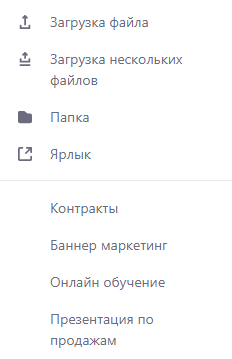 Загрузка файла
Загрузка нескольких
файлов
Папка
Ярлык
Контракты
Баннер маркетинг
Онлайн обучение
Презентация по
продажам